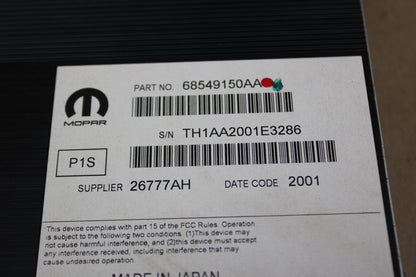 PART NO. 68549150AA
MOPAR
S/N TH1AA2001E3286
P1S
SUPPLIER 26777AH DATE CODE 2001
This device complies with part 15 of the FCC Rules. Operation
is subject to the following two conditions. (1)This device may
not cause harmful interference, and (2)this device must accept
any interference received, including interference that may
cause undesired operation.
MADE IN JAPAN